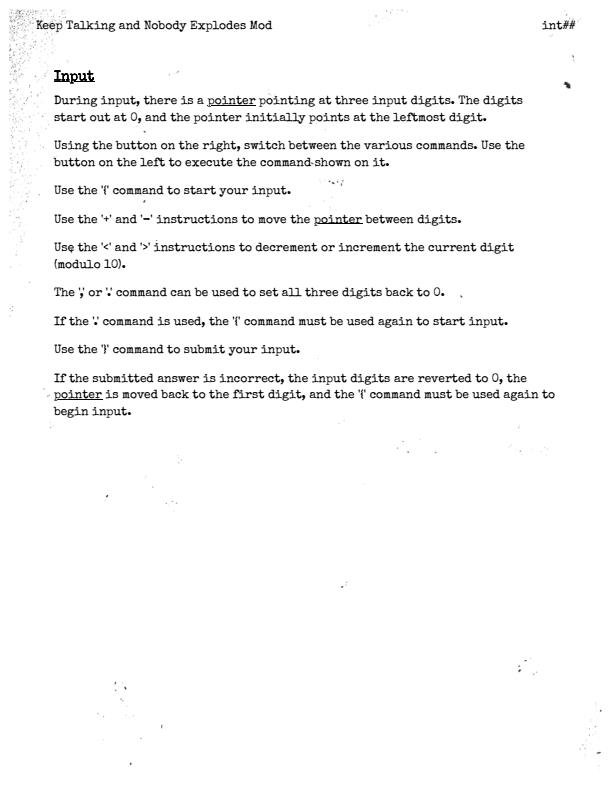 Keep Talking and Nobody Explodes Mod int##
Input
During input, there is a pointer pointing at three input digits. The digits
start out at 0, and the pointer initially points at the leftmost digit.
Using the button on the right, switch between the various commands. Use the
button on the left to execute the command shown on it.
Use the '{' command to start your input.
Use the '+' and '-' instructions to move the pointer between digits.
Use the '<' and '>' instructions to decrement or increment the current digit
(modulo 10).
The ',' or '.' command can be used to set all three digits back to 0.
If the '.' command is used, the '{' command must be used again to start input.
Use the '}' command to submit your input.
If the submitted answer is incorrect, the input digits are reverted to 0, the
pointer is moved back to the first digit, and the '{' command must be used again to
begin input.